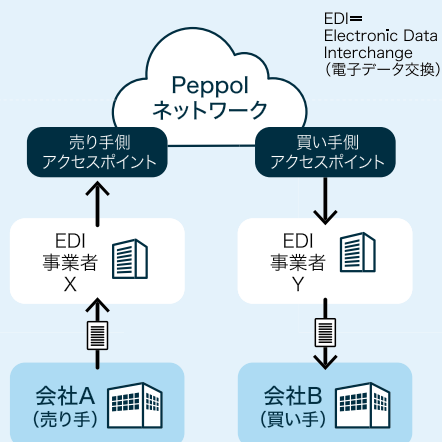 EDI＝
Electronic Data
Interchange
（電子データ交換）
Peppol
ネットワーク
売り手側
アクセスポイント
買い手側
アクセスポイント
EDI
事業者
X
EDI
事業者
Y
会社A
（売り手）
会社B
（買い手）